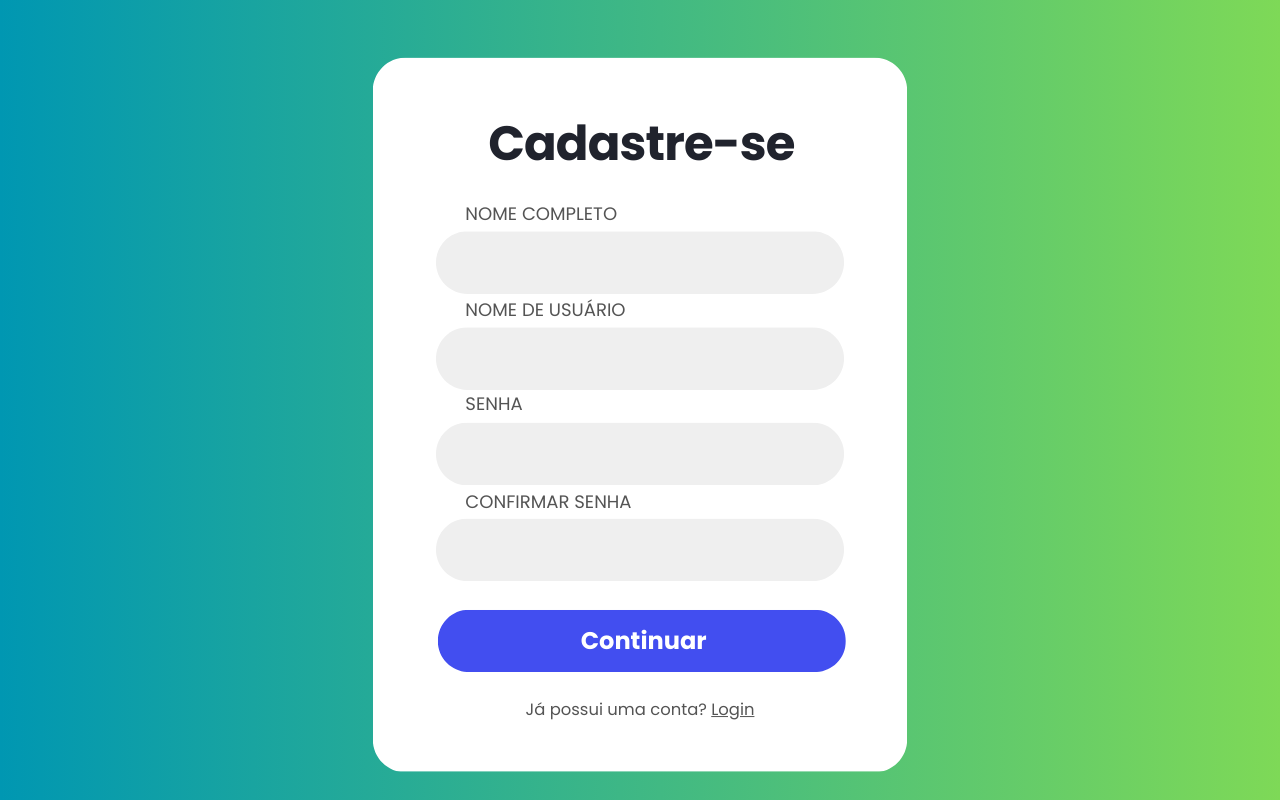 Cadastre-se
NOME COMPLETO
NOME DE USUÁRIO
SENHA
CONFIRMAR SENHA
Continuar
Já possui uma conta? Login